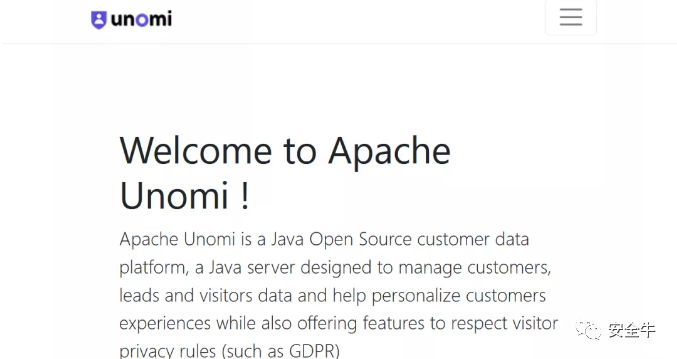 unomi
Welcome to Apache
Unomi !
Apache Unomi is a Java Open Source customer data
platform, a Java server designed to manage customers,
leads and visitors data and help personalize customers
experiences while also offering features to respect visitor
privacy rules (such as GDPR)
安全牛